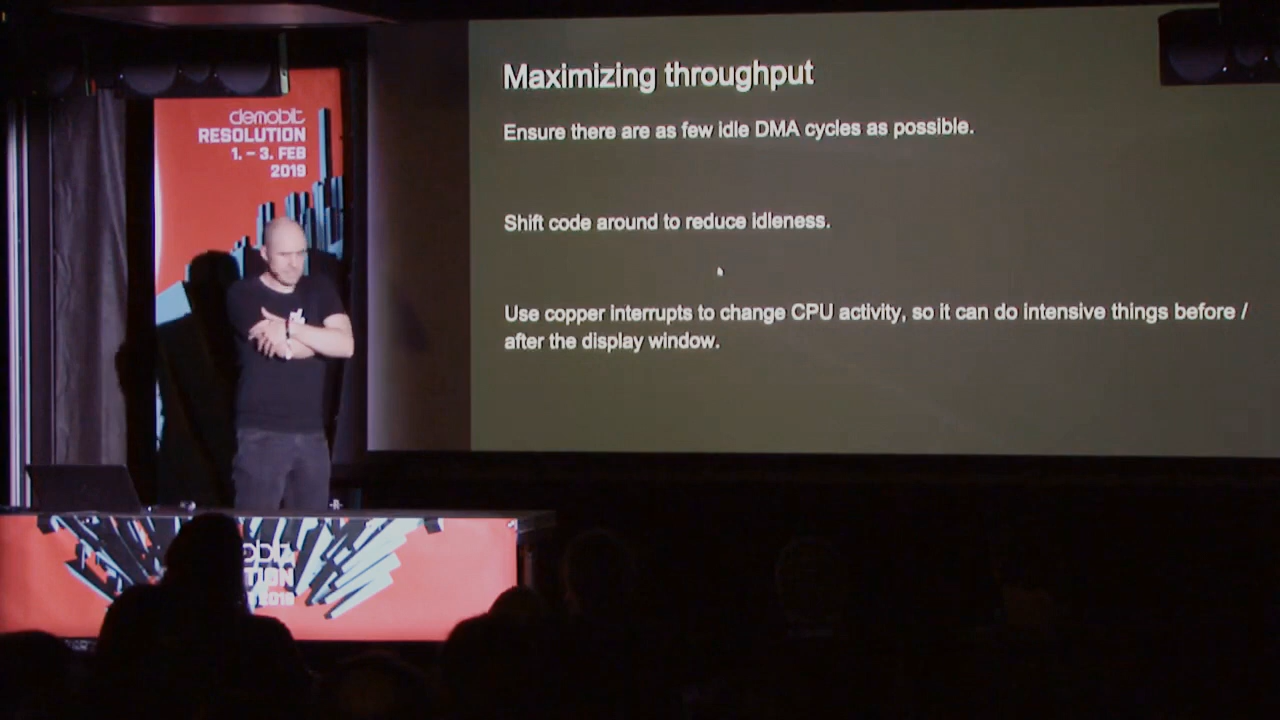 Maximizing throughput
Ensure there are as few idle DMA cycles as possible.
Shift code around to reduce idleness.
Use copper interrupts to change CPU activity, so it can do intensive things before /
after the display window.
demobit
RESOLUTION
1. – 3. FEB
2019
2019